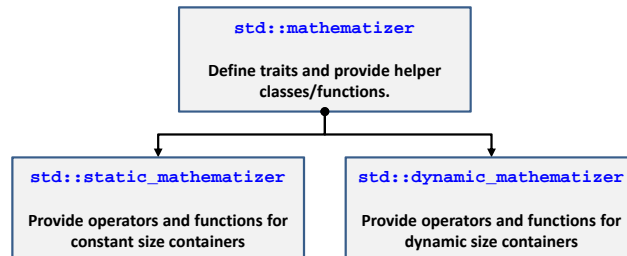 std::mathematizer
Define traits and provide helper
classes/functions.
std::static_mathematizer
Provide operators and functions for
constant size containers
std::dynamic_mathematizer
Provide operators and functions for
dynamic size containers